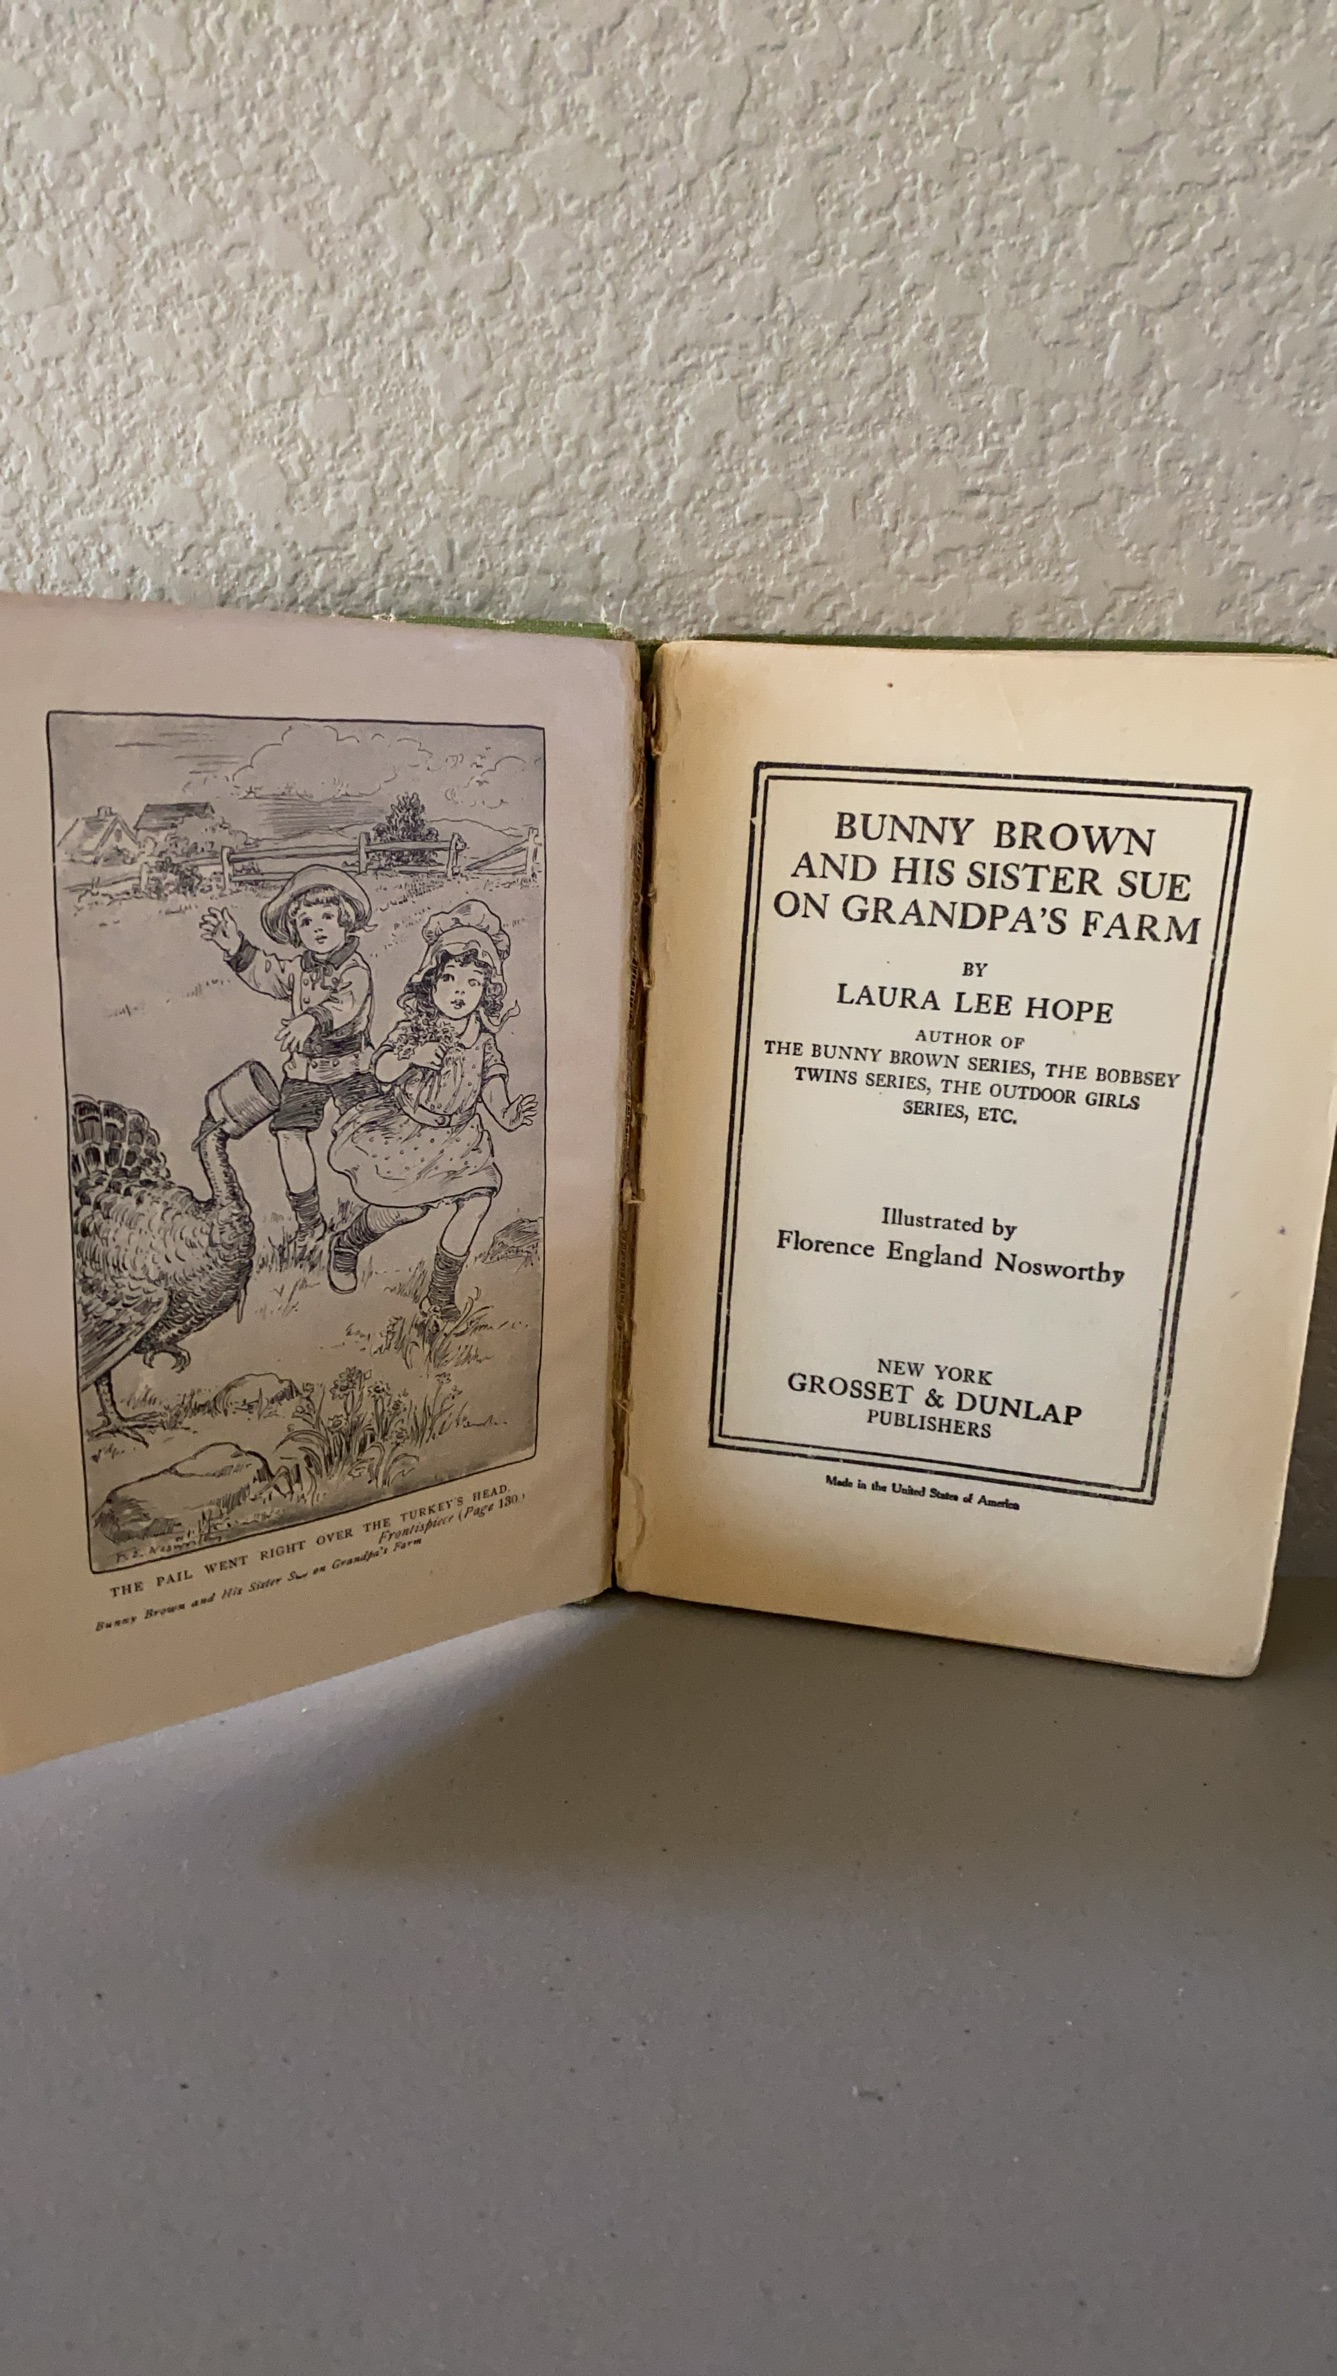 THE PAIL WENT RIGHT OVER THE TURKEY'S HEAD.
Frontispiece (Page 130.)
Bunny Brown and His Sister Sue on Grandpa's Farm
BUNNY BROWN
AND HIS SISTER SUE
ON GRANDPA'S FARM
BY
LAURA LEE HOPE
AUTHOR OF
THE BUNNY BROWN SERIES, THE BOBBSEY
TWINS SERIES, THE OUTDOOR GIRLS
SERIES, ETC.
Illustrated by
Florence England Nosworthy
NEW YORK
GROSSET & DUNLAP
PUBLISHERS
Made in the United States of America